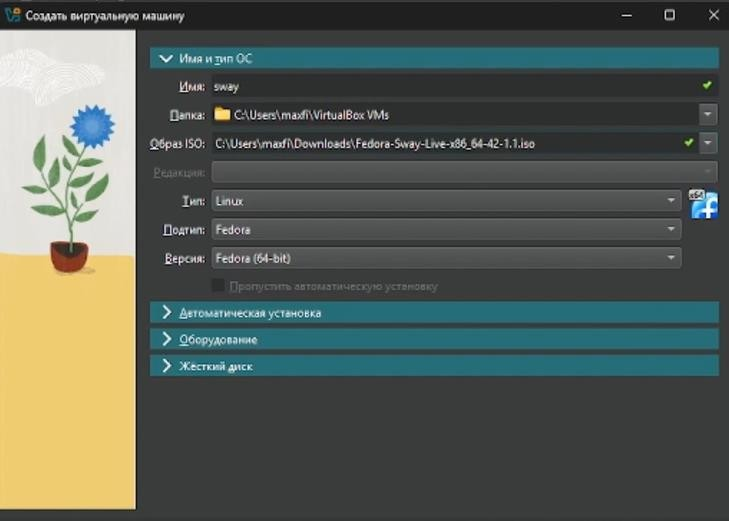 Создать виртуальную машину
Имя и тип ОС
Имя: sway
Папка: C:\Users\maxfi\VirtualBox VMs
Образ ISO: C:\Users\maxfi\Downloads\Fedora-Sway-Live-x86_64-42-1.1.iso
Редакция:
Тип: Linux
x64
Подтип: Fedora
Версия: Fedora (64-bit)
Пропустить автоматическую установку
Автоматическая установка
Оборудование
Жёсткий диск